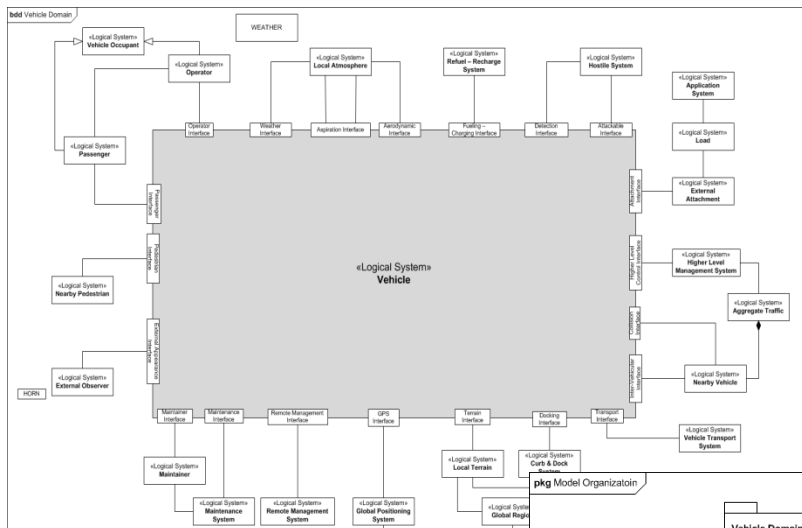 bdd Vehicle Domain
WEATHER
«Logical System»
Vehicle Occupant
«Logical System»
Operator
«Logical System»
Local Atmosphere
«Logical System»
Refuel – Recharge
System
«Logical System»
Hostile System
«Logical System»
Application
System
«Logical System»
Load
«Logical System»
External
Attachment
«Logical System»
Passenger
Operator
Interface
Weather
Interface
Aspiration Interface
Aerodynamic
Interface
Fueling –
Charging Interface
Detection
Interface
Attackable
Interface
Passenger
Interface
Pedestrian
Interface
External Appearance
Interface
Attachment
Interface
Higher Level
Control Interface
Collision
Interface
Inter-Vehicular
Interface
«Logical System»
Vehicle
«Logical System»
Nearby Pedestrian
«Logical System»
External Observer
HORN
«Logical System»
Higher Level
Management System
«Logical System»
Aggregate Traffic
«Logical System»
Nearby Vehicle
«Logical System»
Vehicle Transport
System
Maintainer
Interface
Maintenance
Interface
Remote Management
Interface
GPS
Interface
Terrain
Interface
Docking
Interface
Transport
Interface
«Logical System»
Maintainer
«Logical System»
Local Terrain
«Logical System»
Curb & Dock
«Logical System»
Maintenance
System
«Logical System»
Remote Management
System
«Logical System»
Global Positioning
System
«Logical System»
Global Regio
pkg Model Organizatoin
Vehicle Domain